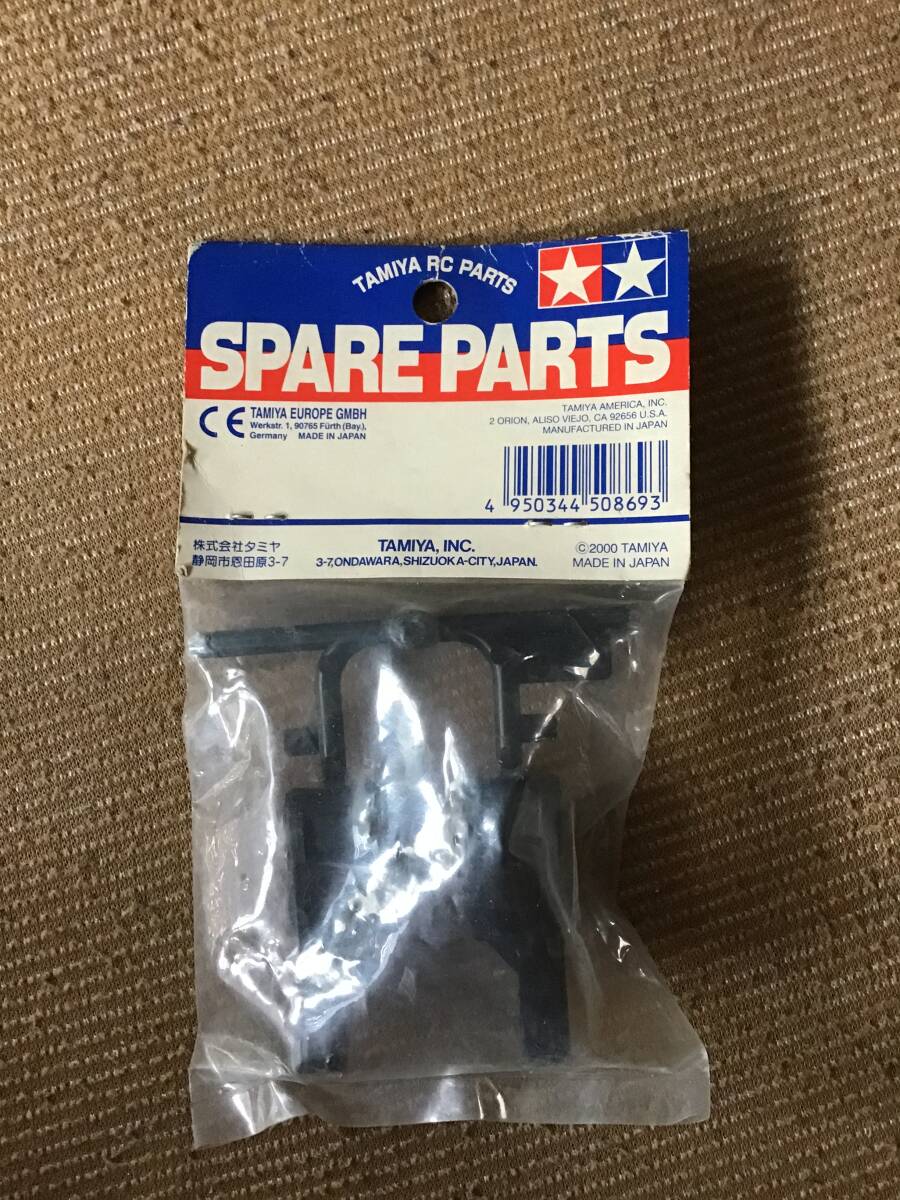 TAMIYA RC PARTS
SPARE PARTS
CE TAMIYA EUROPE GMBH
Werkstr. 1, 90765 Fürth (Bay.),
Germany MADE IN JAPAN
TAMIYA AMERICA, INC.
2 ORION, ALISO VIEJO, CA 92656 U.S.A.
MANUFACTURED IN JAPAN
4 950344 508693
株式会社タミヤ
静岡市恩田原3-7
TAMIYA, INC.
3-7,ONDAWARA,SHIZUOKA-CITY,JAPAN.
©2000 TAMIYA
MADE IN JAPAN